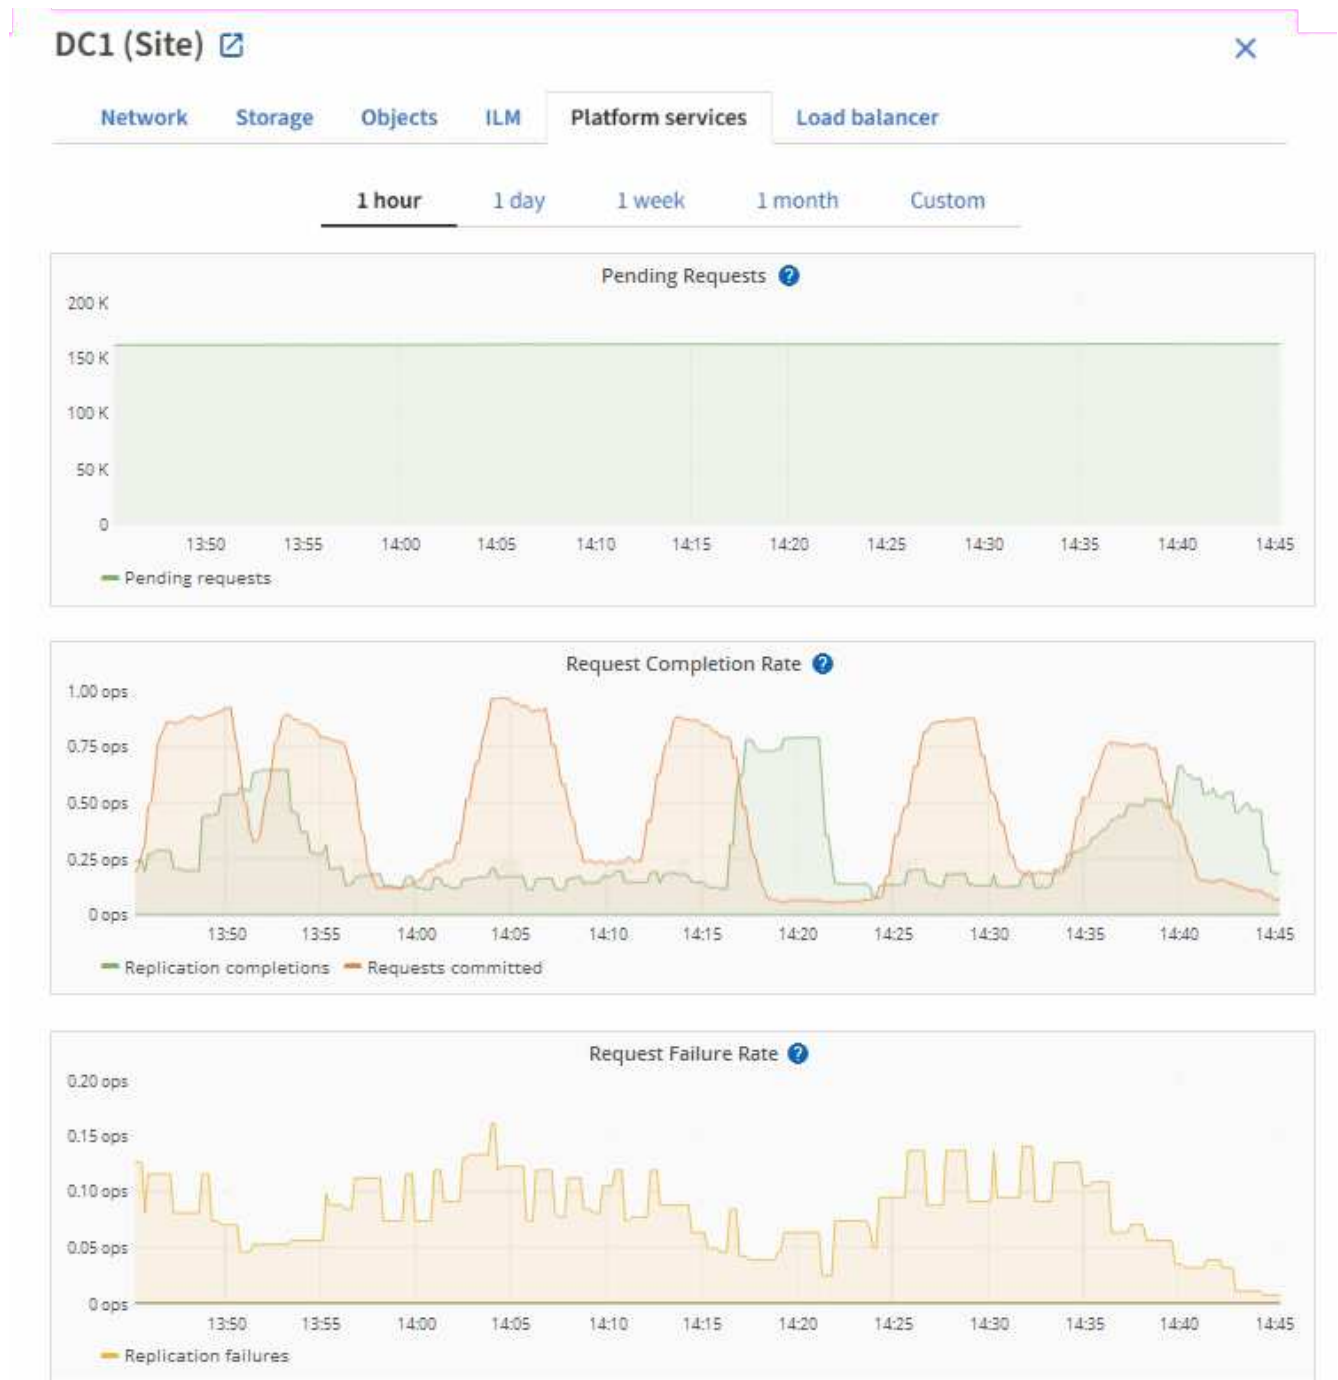 DC1 (Site)
Network Storage Objects ILM Platform services Load balancer
1 hour 1 day 1 week 1 month Custom
Pending Requests ?
200 K
150 K
100 K
50 K
0
13:50 13:55 14:00 14:05 14:10 14:15 14:20 14:25 14:30 14:35 14:40 14:45
Pending requests
Request Completion Rate ?
1.00 ops
0.75 ops
0.50 ops
0.25 ops
0 ops
13:50 13:55 14:00 14:05 14:10 14:15 14:20 14:25 14:30 14:35 14:40 14:45
Replication completions Requests committed
Request Failure Rate ?
0.20 ops
0.15 ops
0.10 ops
0.05 ops
0 ops
13:50 13:55 14:00 14:05 14:10 14:15 14:20 14:25 14:30 14:35 14:40 14:45
Replication failures